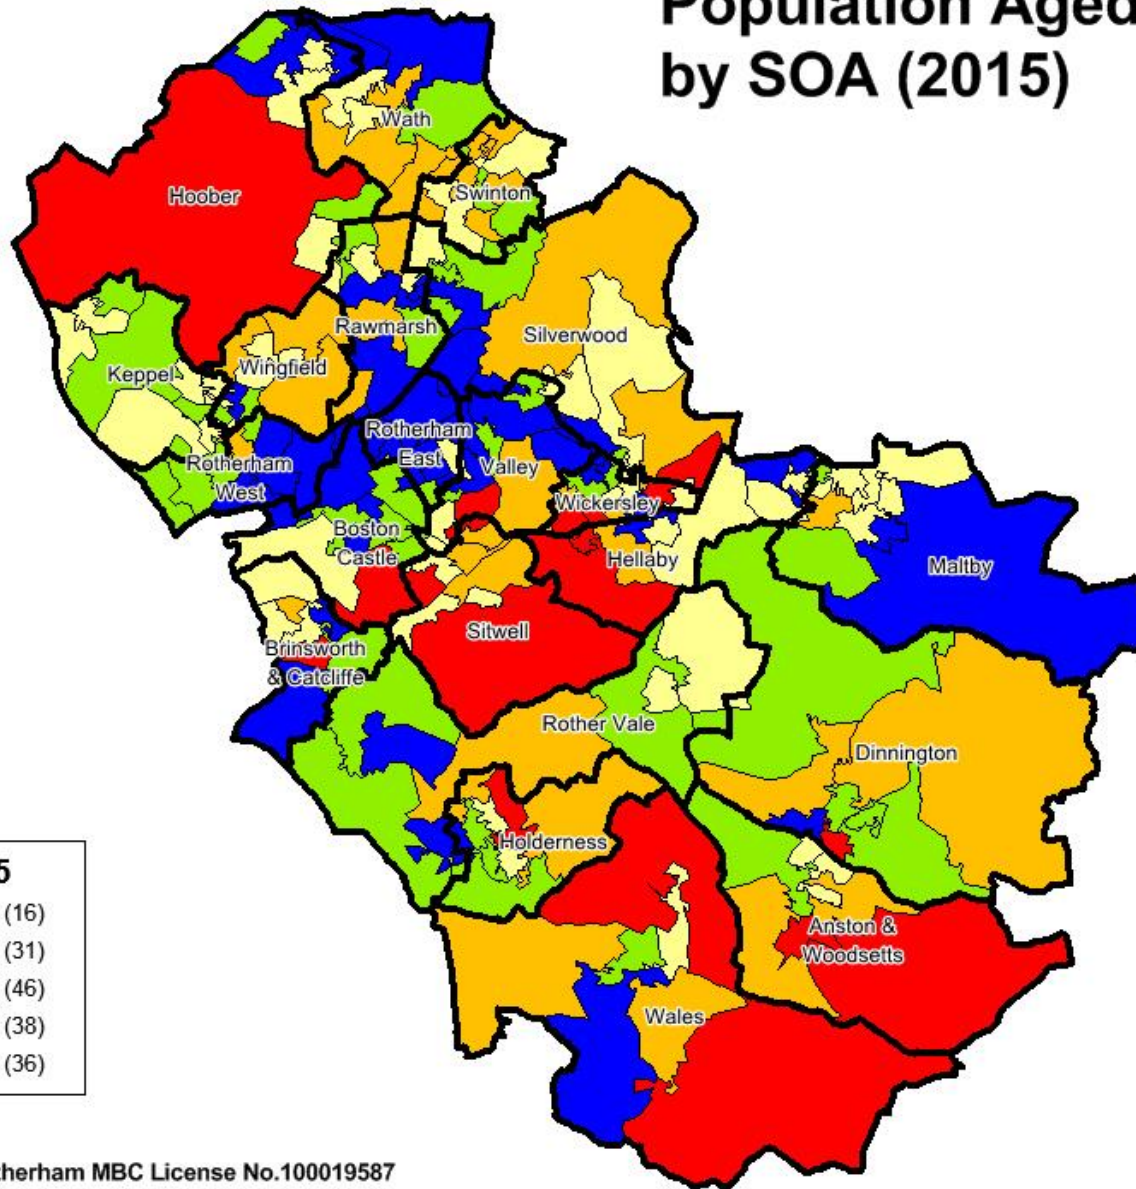 Population Aged
by SOA (2015)
Wath
Hoober
Swinton
Rawmarsh
Silverwood
Keppel
Wingfield
Rotherham
East
Rotherham
West
Valley
Wickersley
Boston
Castle
Hellaby
Maltby
Sitwell
Brinsworth
& Catcliffe
Rother Vale
Dinnington
Holderness
Anston &
Woodsetts
Wales
5
(16)
(31)
(46)
(38)
(36)
therham MBC License No.100019587